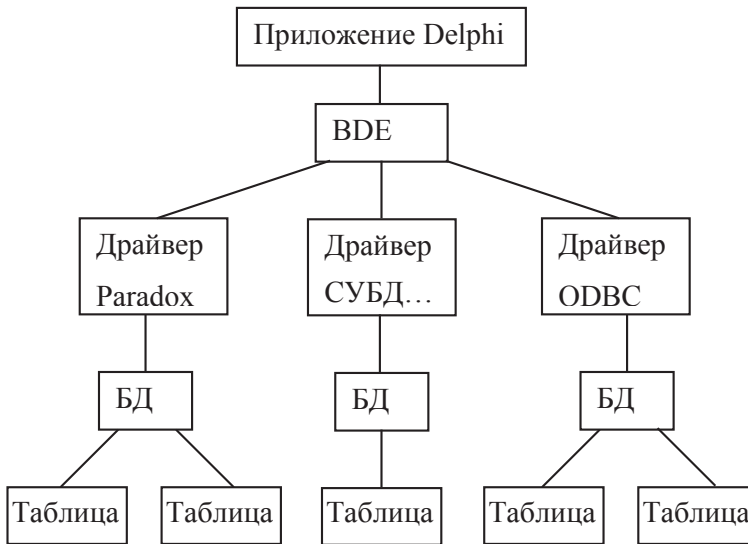 Приложение Delphi
BDE
Драйвер
Paradox
Драйвер
СУБД…
Драйвер
ODBC
БД
БД
БД
Таблица
Таблица
Таблица
Таблица
Таблица